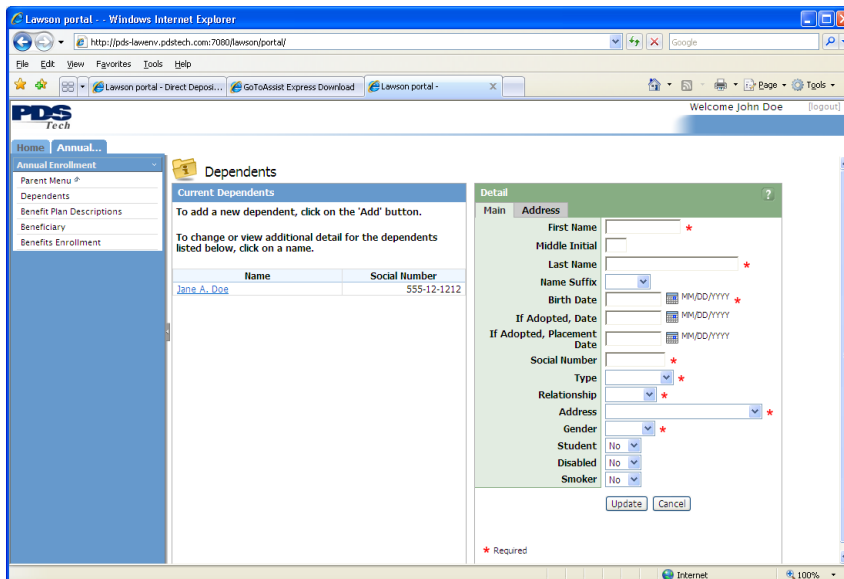 Lawson portal - - Windows Internet Explorer
http://pds-lawenv.pdstech.com:7080/lawson/portal/
Google
File Edit View Favorites Tools Help
Lawson portal - Direct Deposi... GoToAssist Express Download Lawson portal - Page Tools
PDS Tech
Welcome John Doe [logout]
Home Annual...
Annual Enrollment
Parent Menu
Dependents
Benefit Plan Descriptions
Beneficiary
Benefits Enrollment
Dependents
Current Dependents
To add a new dependent, click on the 'Add' button.
To change or view additional detail for the dependents
listed below, click on a name.
Name Social Number
Jane A. Doe 555-12-1212
Detail ?
Main Address
First Name *
Middle Initial
Last Name *
Name Suffix
Birth Date MM/DD/YYYY *
If Adopted, Date MM/DD/YYYY
If Adopted, Placement
Date MM/DD/YYYY
Social Number *
Type *
Relationship *
Address *
Gender *
Student No
Disabled No
Smoker No
Update Cancel
* Required
Internet 100%